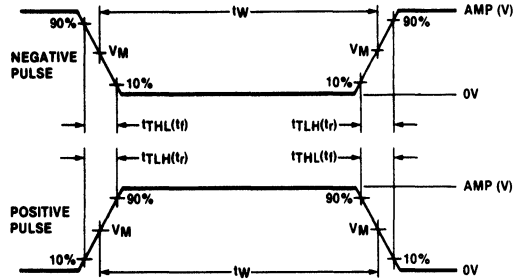 tW
AMP (V)
90%
90%
NEGATIVE
PULSE
VM
VM
10%
10%
0V
tTHL(tf)
tTLH(tr)
tTLH(tr)
tTHL(tf)
AMP (V)
90%
90%
POSITIVE
PULSE
VM
VM
10%
10%
0V
tW